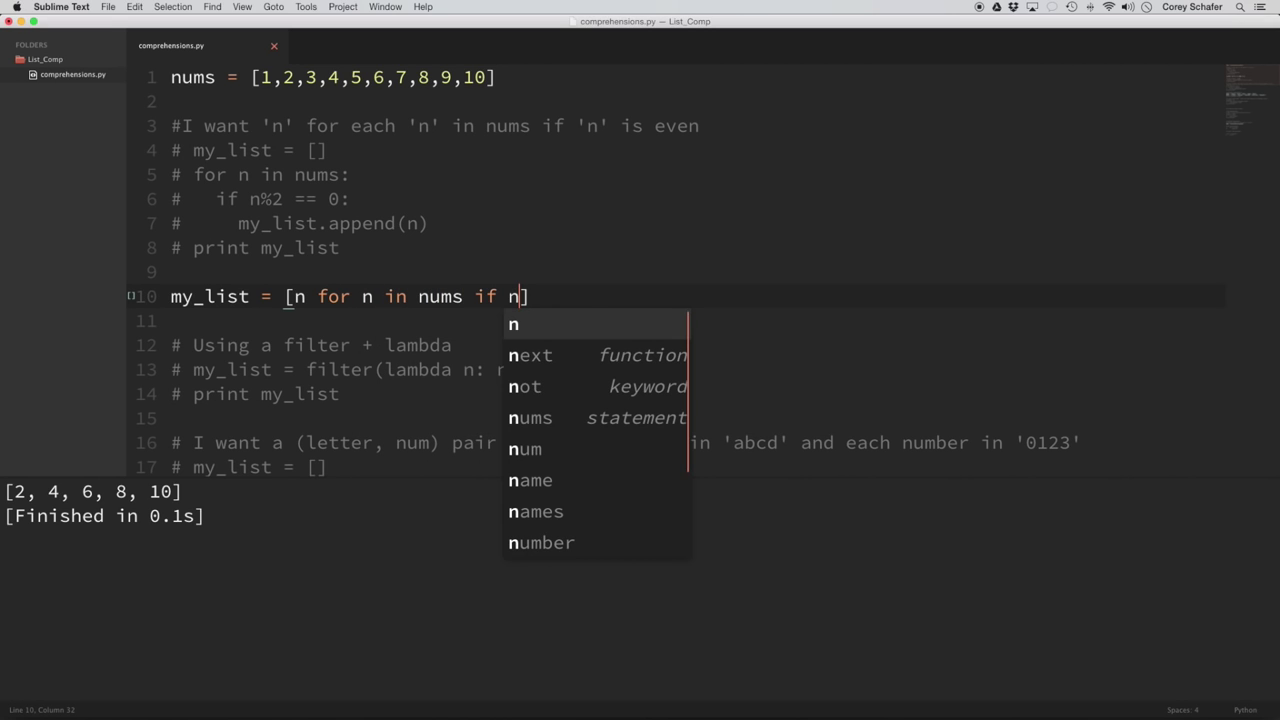 Sublime Text File Edit Selection Find View Goto Tools Project Window Help Corey Schafer
comprehensions.py — List_Comp
FOLDERS
List_Comp
comprehensions.py
comprehensions.py
1 nums = [1,2,3,4,5,6,7,8,9,10]
2
3 #I want 'n' for each 'n' in nums if 'n' is even
4 # my_list = []
5 # for n in nums:
6 #   if n%2 == 0:
7 #     my_list.append(n)
8 # print my_list
9
10 my_list = [n for n in nums if n]
11
12 # Using a filter + lambda
13 # my_list = filter(lambda n:
14 # print my_list
15
16 # I want a (letter, num) pair in 'abcd' and each number in '0123'
17 # my_list = []
n
next function
not keyword
nums statement
num
name
names
number
[2, 4, 6, 8, 10]
[Finished in 0.1s]
Line 10, Column 32 Spaces: 4 Python